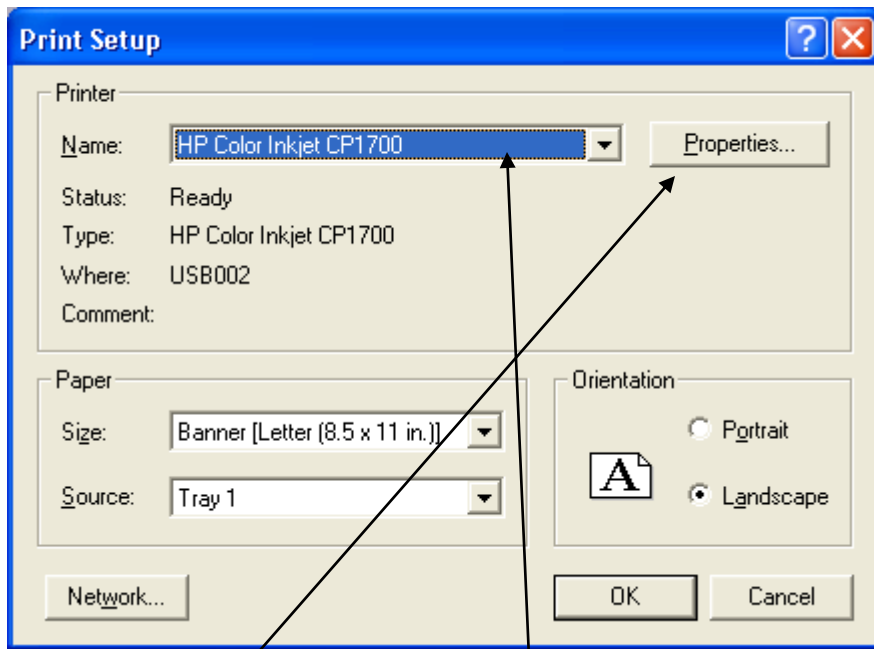 Print Setup
Printer
Name: HP Color Inkjet CP1700 Properties...
Status: Ready
Type: HP Color Inkjet CP1700
Where: USB002
Comment:
Paper
Size: Banner [Letter (8.5 x 11 in.)]
Source: Tray 1
Orientation
A
Portrait
Landscape
Network... OK Cancel